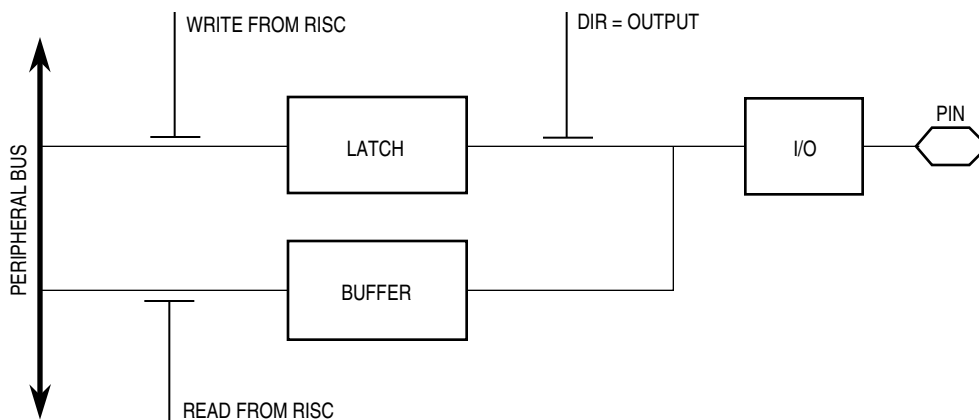 WRITE FROM RISC
DIR = OUTPUT
PIN
LATCH
I/O
PERIPHERAL BUS
BUFFER
READ FROM RISC